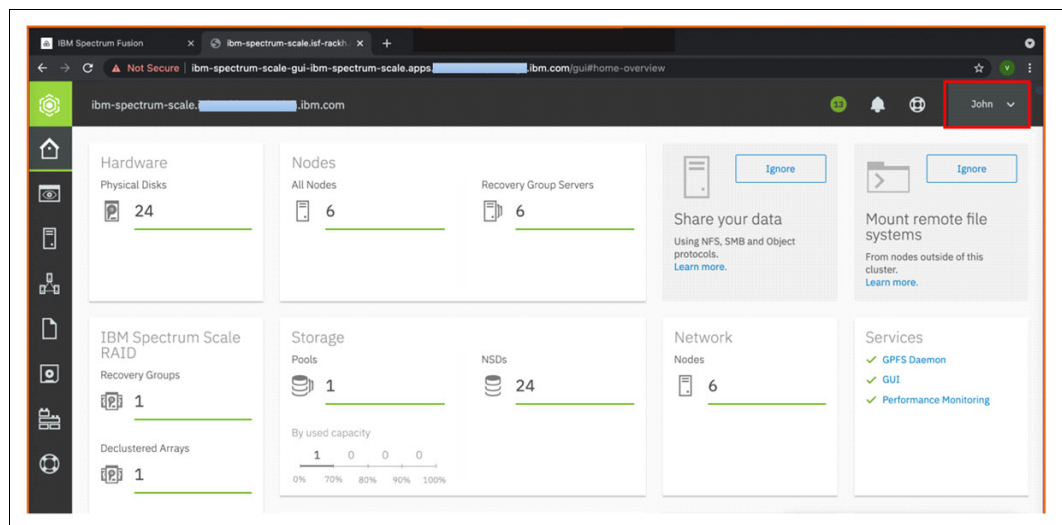 IBM Spectrum Fusion
ibm-spectrum-scale.isf-rackh
Not Secure | ibm-spectrum-scale-gui-ibm-spectrum-scale.apps. .ibm.com/gui#home-overview
V
ibm-spectrum-scale. .ibm.com
13
John
Hardware
Physical Disks
24
Nodes
All Nodes
6
Recovery Group Servers
6
Ignore
Share your data
Using NFS, SMB and Object
protocols.
Learn more.
Ignore
Mount remote file
systems
From nodes outside of this
cluster.
Learn more.
IBM Spectrum Scale
RAID
Recovery Groups
1
Declustered Arrays
1
Storage
Pools
1
By used capacity
1 0 0 0
0% 70% 80% 90% 100%
NSDs
24
Network
Nodes
6
Services
GPFS Daemon
GUI
Performance Monitoring